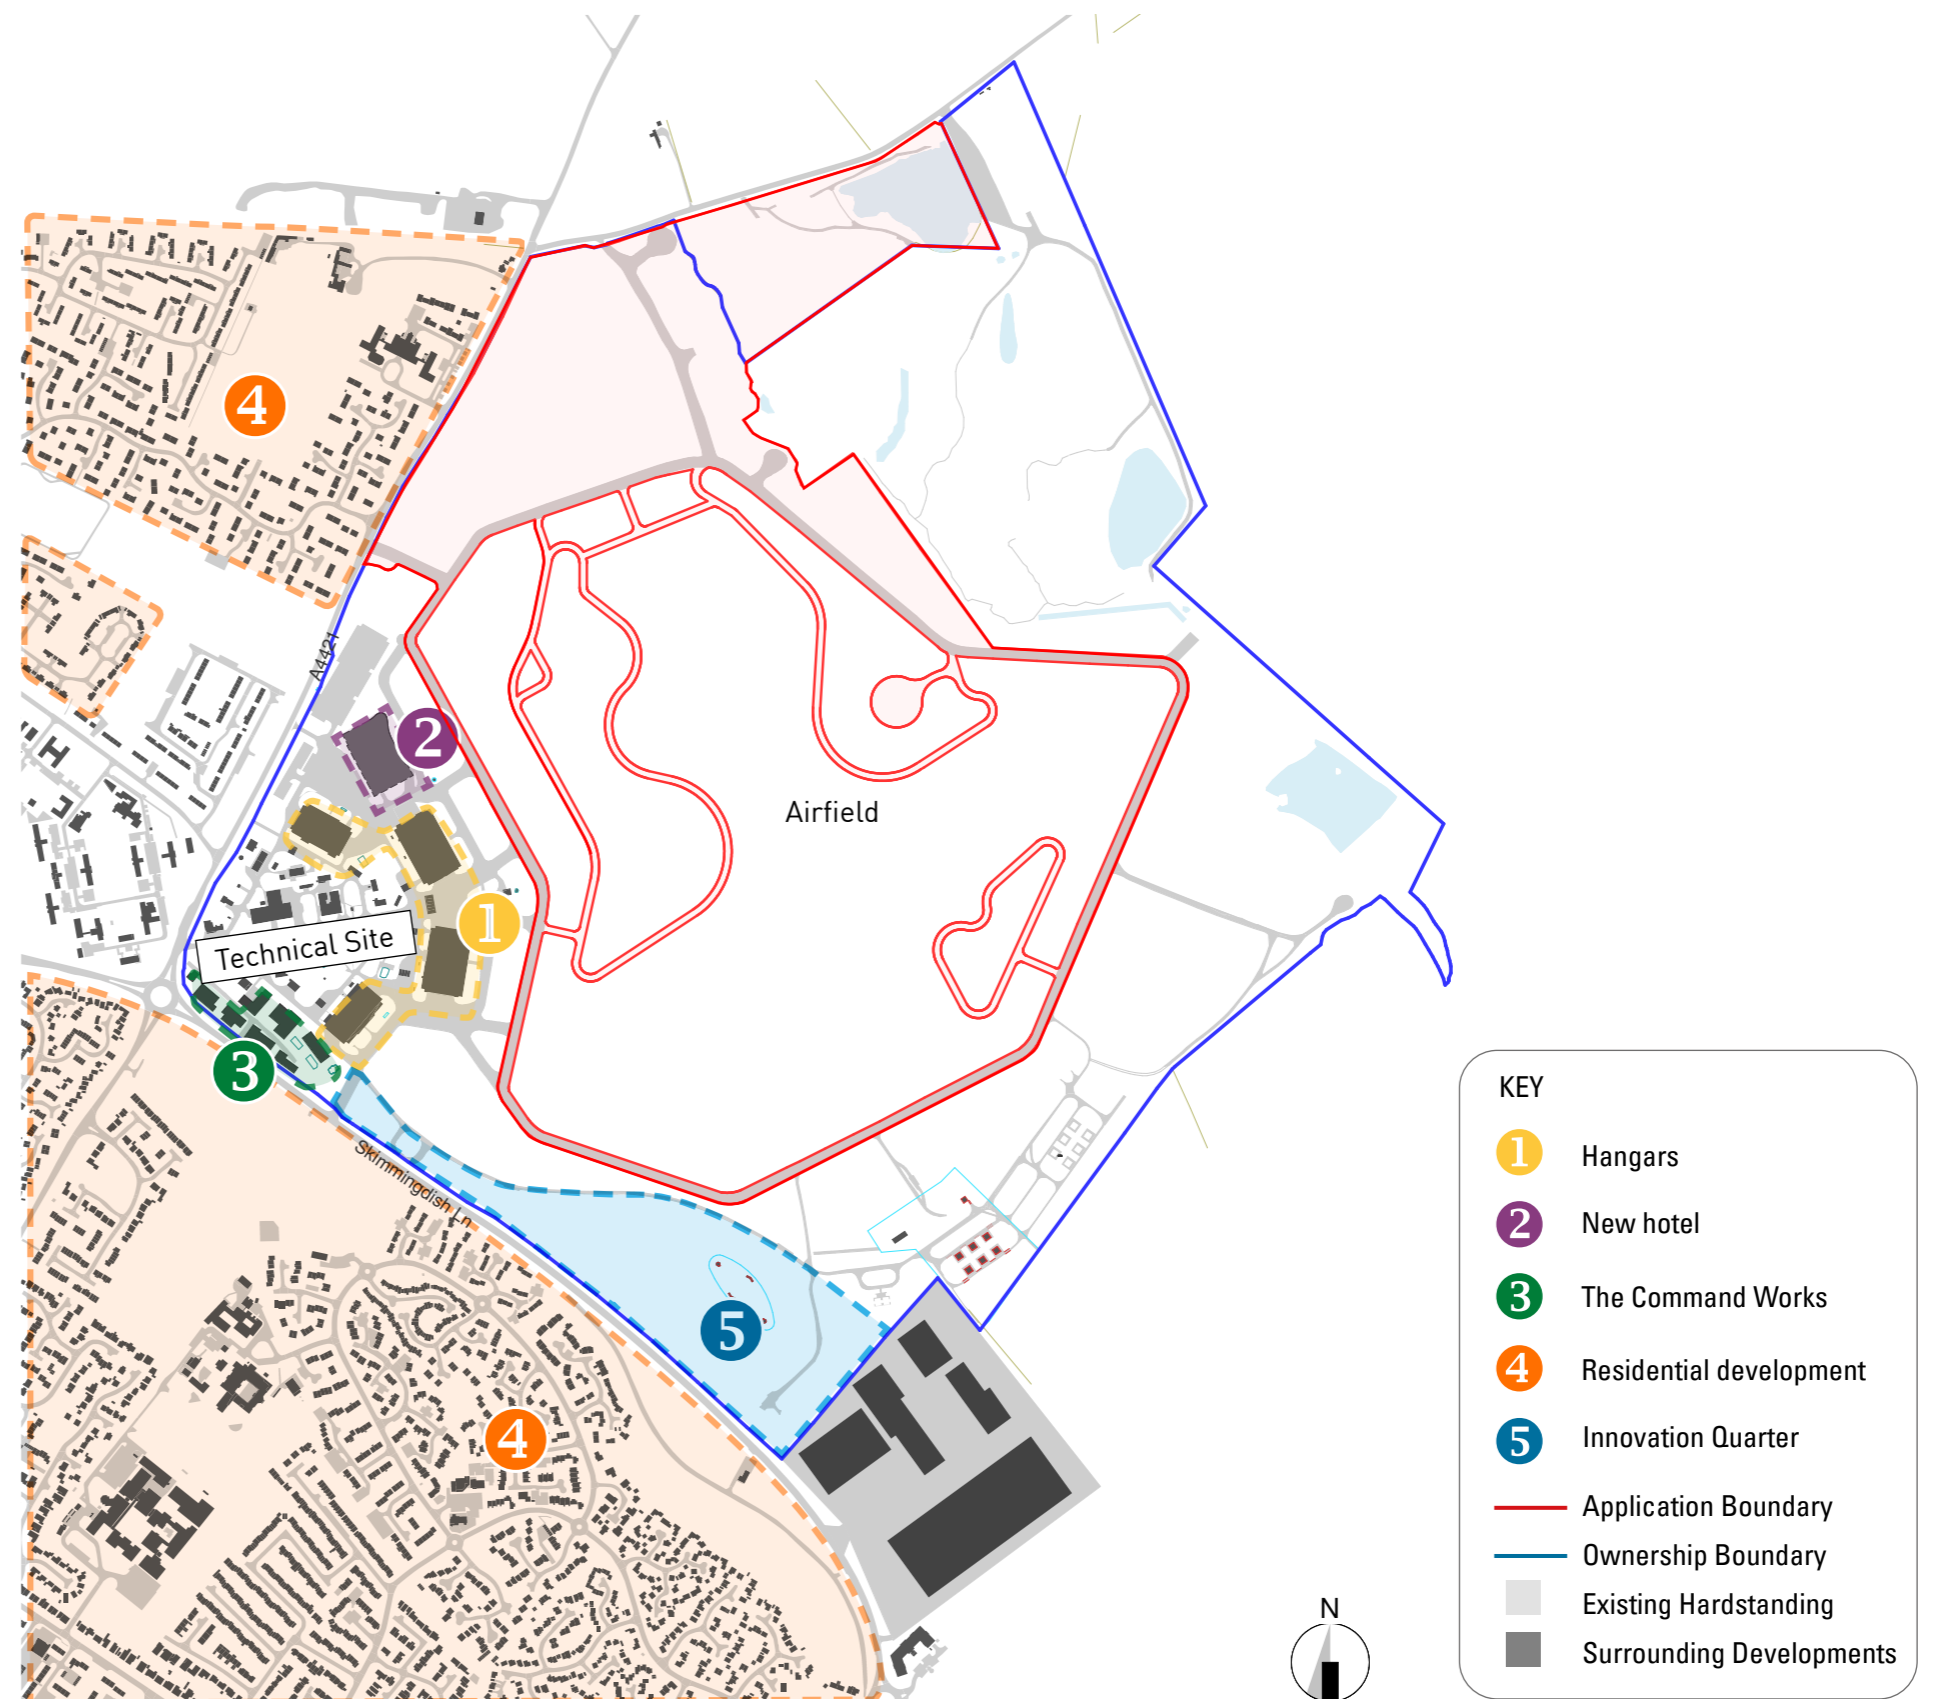 4
A4421
2
Airfield
1
Technical Site
3
Skimmingdish Ln
5
4
N
KEY
1 Hangars
2 New hotel
3 The Command Works
4 Residential development
5 Innovation Quarter
Application Boundary
Ownership Boundary
Existing Hardstanding
Surrounding Developments